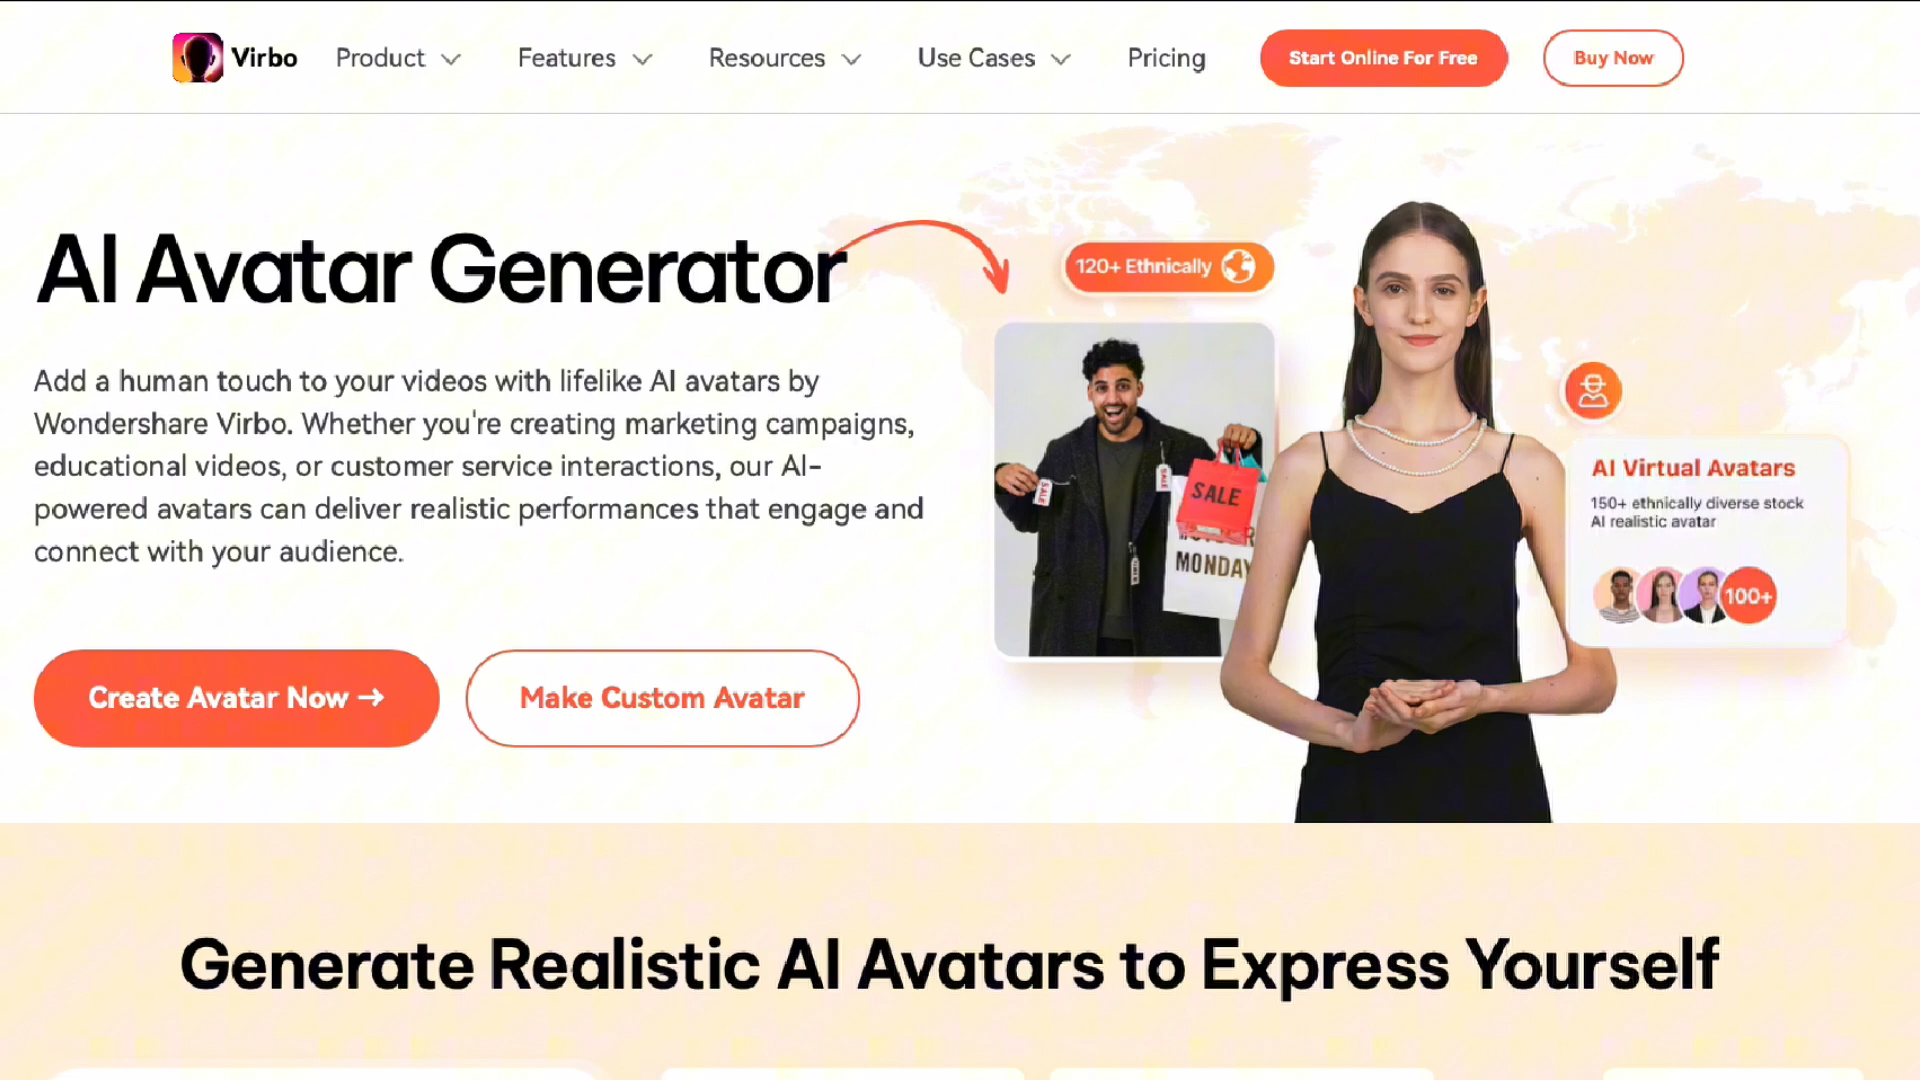 Virbo
Product
Features
Resources
Use Cases
Pricing
Start Online For Free
Buy Now
AI Avatar Generator
Add a human touch to your videos with lifelike AI avatars by
Wondershare Virbo. Whether you're creating marketing campaigns,
educational videos, or customer service interactions, our AI-
powered avatars can deliver realistic performances that engage and
connect with your audience.
Create Avatar Now →
Make Custom Avatar
120+ Ethnically
SALE
SALE
SALE
MONDAY
AI Virtual Avatars
150+ ethnically diverse stock
AI realistic avatar
100+
Generate Realistic AI Avatars to Express Yourself